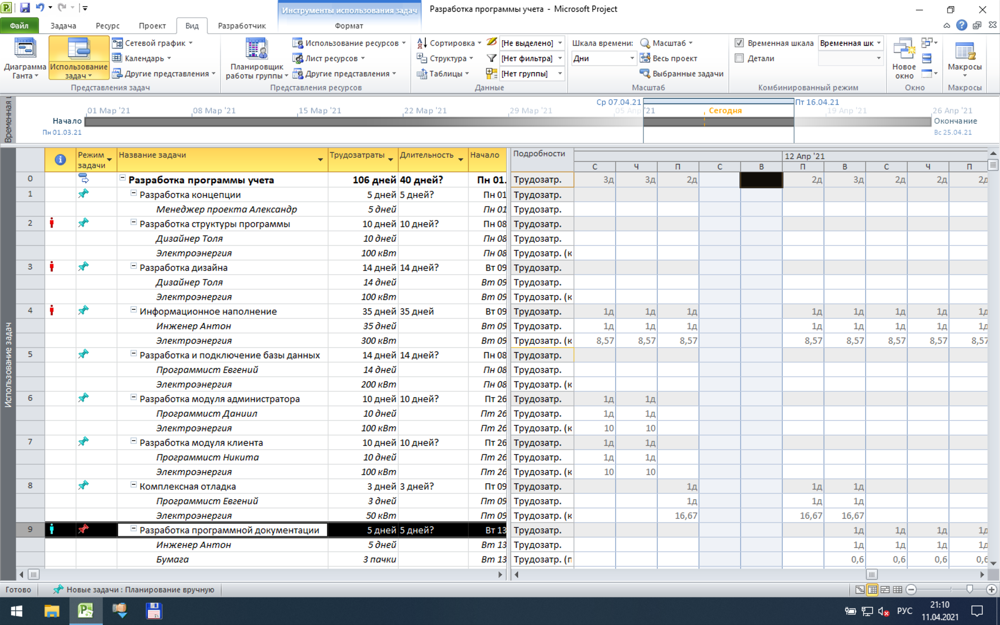 Инструменты использования задач
Разработка программы учета - Microsoft Project
Файл Задача Ресурс Проект Вид Разработчик Формат
Диаграмма Ганта
Использование задач
Сетевой график
Календарь
Другие представления
Представления задач
Планировщик работы группы
Использование ресурсов
Лист ресурсов
Другие представления
Представления ресурсов
Сортировка [Не выделено]
Структура [Нет фильтра]
Таблицы [Нет группы]
Данные
Шкала времени: Масштаб
Дни Весь проект
Выбранные задачи
Масштаб
Временная шкала Временная шк
Детали
Комбинированный режим
Новое окно
Окно
Макросы
Макросы
Временная
Ср 07.04.21 Пт 16.04.21
01 Мар '21 08 Мар '21 15 Мар '21 22 Мар '21 29 Мар '21 05 Апр '21 Сегодня 19 Апр '21 26 Апр '21
Начало Окончание
Пн 01.03.21 Вс 25.04.21
Использование задач
Режим задачи Название задачи Трудозатраты Длительность Начало Подробности 12 Апр '21
С Ч П С В П В С Ч П
0 Разработка программы учета 106 дней 40 дней? Пн 01. Трудозатр. 3д 3д 2д 2д 3д 2д 2д 2д
1 Разработка концепции 5 дней 5 дней? Пн 01 Трудозатр.
Менеджер проекта Александр 5 дней Пн 01 Трудозатр.
2 Разработка структуры программы 10 дней 10 дней? Пн 08 Трудозатр.
Дизайнер Толя 10 дней Пн 08 Трудозатр.
Электроэнергия 100 кВт Пн 08 Трудозатр. (к
3 Разработка дизайна 14 дней 14 дней? Вт 09 Трудозатр.
Дизайнер Толя 14 дней Вт 09 Трудозатр.
Электроэнергия 100 кВт Вт 09 Трудозатр. (к
4 Информационное наполнение 35 дней 35 дней Вт 09 Трудозатр. 1д 1д 1д 1д 1д 1д 1д 1д
Инженер Антон 35 дней Вт 09 Трудозатр. 1д 1д 1д 1д 1д 1д 1д 1д
Электроэнергия 300 кВт Вт 09 Трудозатр. (к 8,57 8,57 8,57 8,57 8,57 8,57 8,57 8,57
5 Разработка и подключение базы данных 14 дней 14 дней? Пн 08 Трудозатр.
Программист Евгений 14 дней Пн 08 Трудозатр.
Электроэнергия 200 кВт Пн 08 Трудозатр. (к
6 Разработка модуля администратора 10 дней 10 дней? Пт 26 Трудозатр. 1д 1д
Программист Даниил 10 дней Пт 26 Трудозатр. 1д 1д
Электроэнергия 100 кВт Пт 26 Трудозатр. (к 10 10
7 Разработка модуля клиента 10 дней 10 дней? Пт 26 Трудозатр. 1д 1д
Программист Никита 10 дней Пт 26 Трудозатр. 1д 1д
Электроэнергия 100 кВт Пт 26 Трудозатр. (к 10 10
8 Комплексная отладка 3 дней 3 дней? Пт 09 Трудозатр. 1д 1д 1д
Программист Евгений 3 дней Пт 09 Трудозатр. 1д 1д 1д
Электроэнергия 50 кВт Пт 09 Трудозатр. (к 16,67 16,67 16,67
9 Разработка программной документации 5 дней 5 дней? Вт 13 Трудозатр. 1д 1д 1д 1д
Инженер Антон 5 дней Вт 13 Трудозатр. 1д 1д 1д 1д
Бумага 3 пачки Вт 13 Трудозатр. (п 0,6 0,6 0,6 0,6
Готово Новые задачи : Планирование вручную
РУС 21:10
11.04.2021